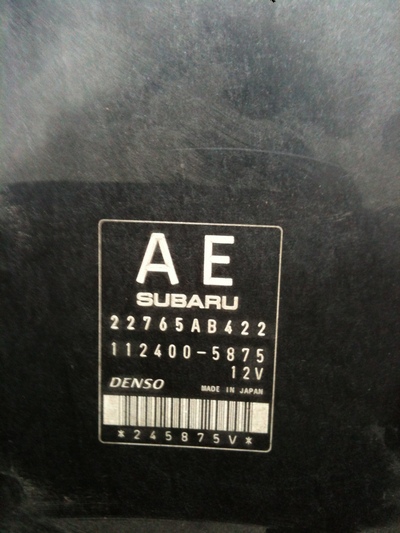 AE
SUBARU
22765AB422
112400-5875
12V
DENSO MADE IN JAPAN
*245875V*